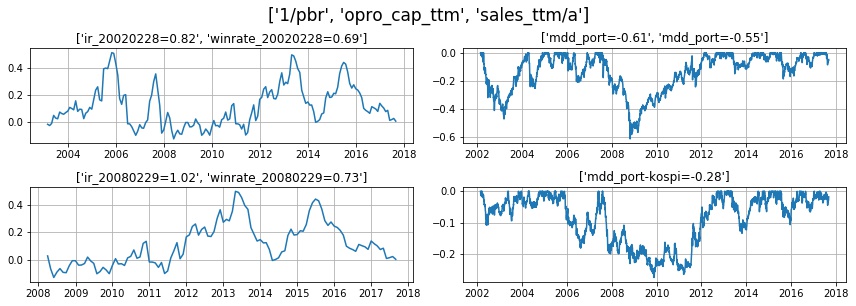 ['1/pbr', 'opro_cap_ttm', 'sales_ttm/a']
['ir_20020228=0.82', 'winrate_20020228=0.69']
0.4
0.2
0.0
2004 2006 2008 2010 2012 2014 2016 2018
['mdd_port=-0.61', 'mdd_port=-0.55']
0.0
−0.2
−0.4
−0.6
2002 2004 2006 2008 2010 2012 2014 2016 2018
['ir_20080229=1.02', 'winrate_20080229=0.73']
0.4
0.2
0.0
2008 2009 2010 2011 2012 2013 2014 2015 2016 2017 2018
['mdd_port-kospi=-0.28']
0.0
−0.1
−0.2
2002 2004 2006 2008 2010 2012 2014 2016 2018